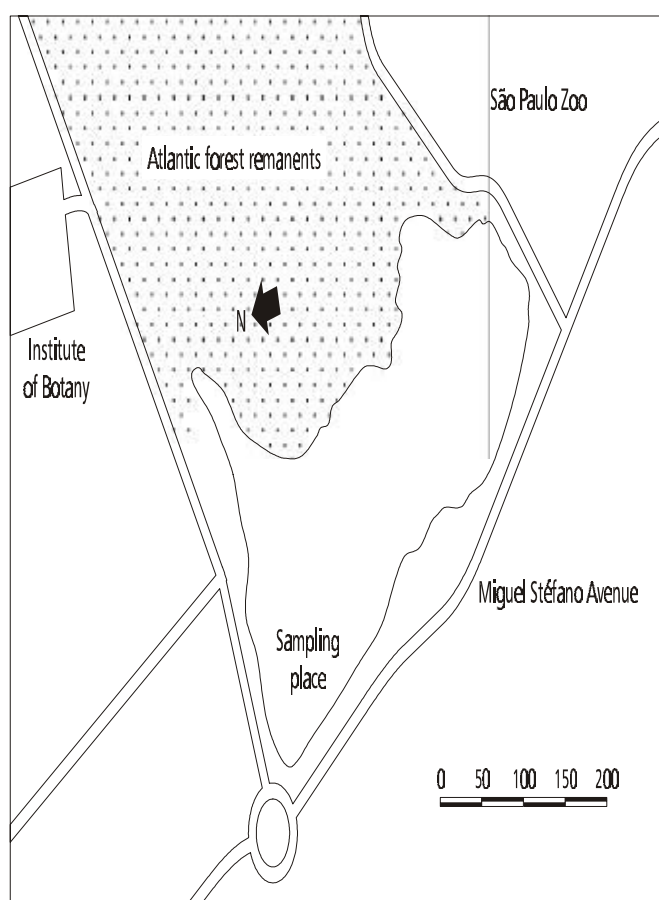 São Paulo Zoo
Atlantic forest remanents
N
Institute
of Botany
Miguel Stéfano Avenue
Sampling
place
0 50 100 150 200